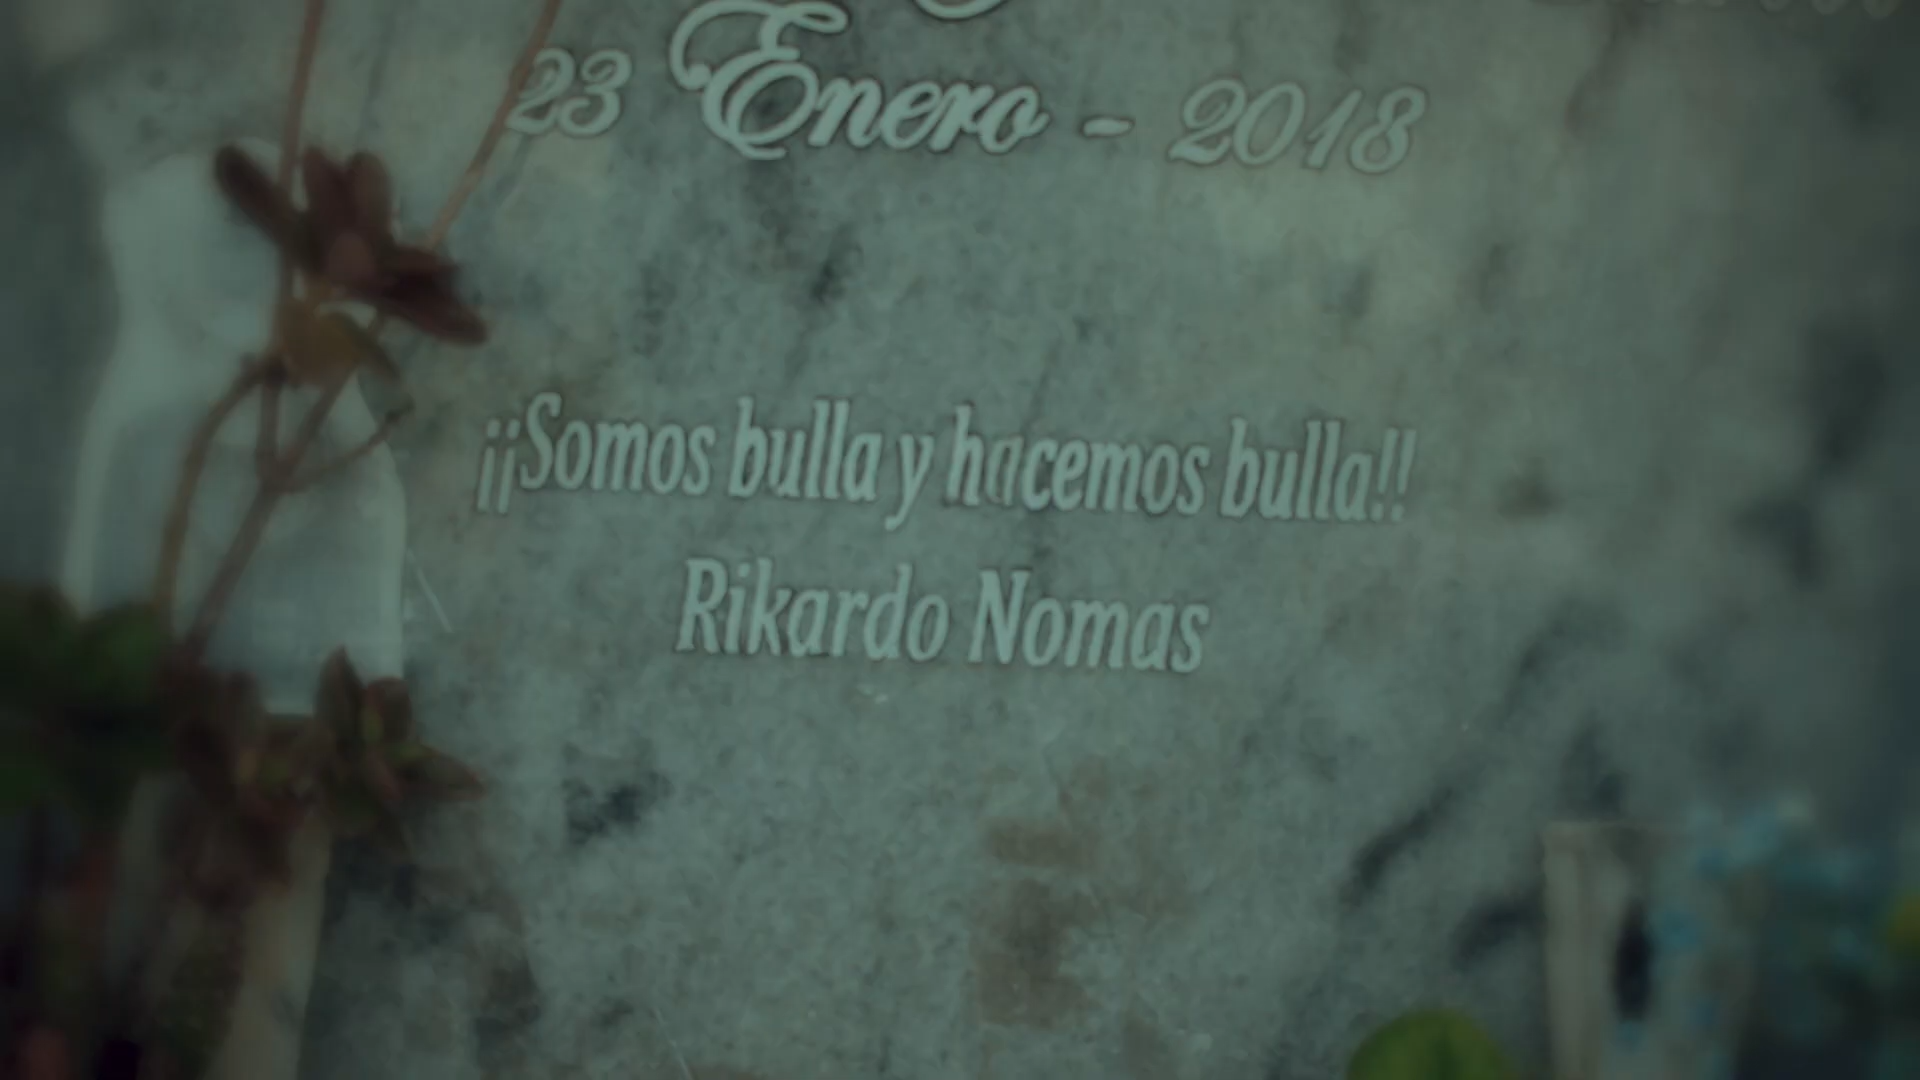 23 Enero - 2018
¡¡Somos bulla y hacemos bulla!!
Rikardo Nomas